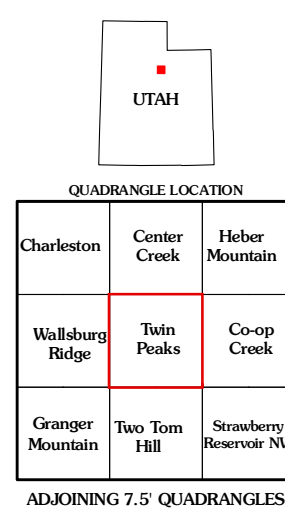 UTAH
QUADRANGLE LOCATION
Charleston
Center
Creek
Heber
Mountain
Wallsburg
Ridge
Twin
Peaks
Co-op
Creek
Granger
Mountain
Two Tom
Hill
Strawberry
Reservoir NW
ADJOINING 7.5' QUADRANGLES